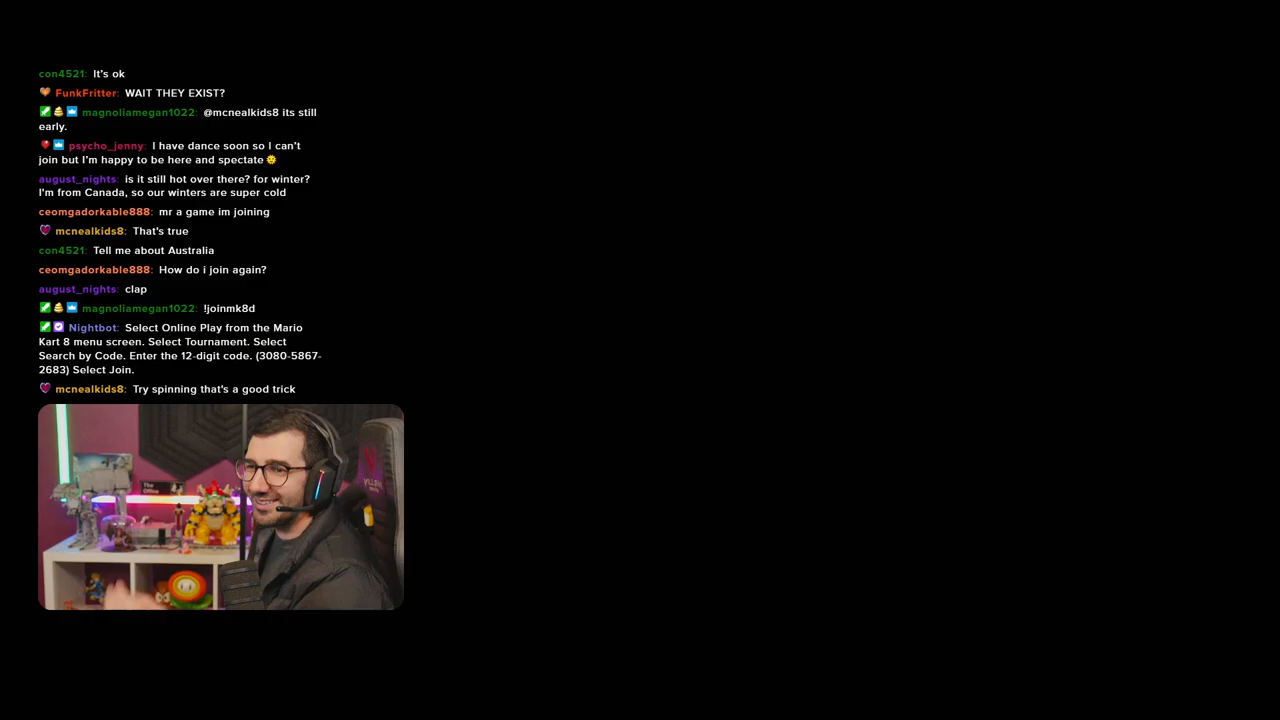 con4521: It's ok
FunkFritter: WAIT THEY EXIST?
magnoliamegan1022: @mcnealkids8 its still
early.
psycho_jenny: I have dance soon so I can't
join but I'm happy to be here and spectate
august_nights: is it still hot over there? for winter?
I'm from Canada, so our winters are super cold
ceomgadorkable888: mr a game im joining
mcnealkids8: That's true
con4521: Tell me about Australia
ceomgadorkable888: How do i join again?
august_nights: clap
magnoliamegan1022: !joinmk8d
Nightbot: Select Online Play from the Mario
Kart 8 menu screen. Select Tournament. Select
Search by Code. Enter the 12-digit code. (3080-5867-
2683) Select Join.
mcnealkids8: Try spinning that's a good trick
The
Office